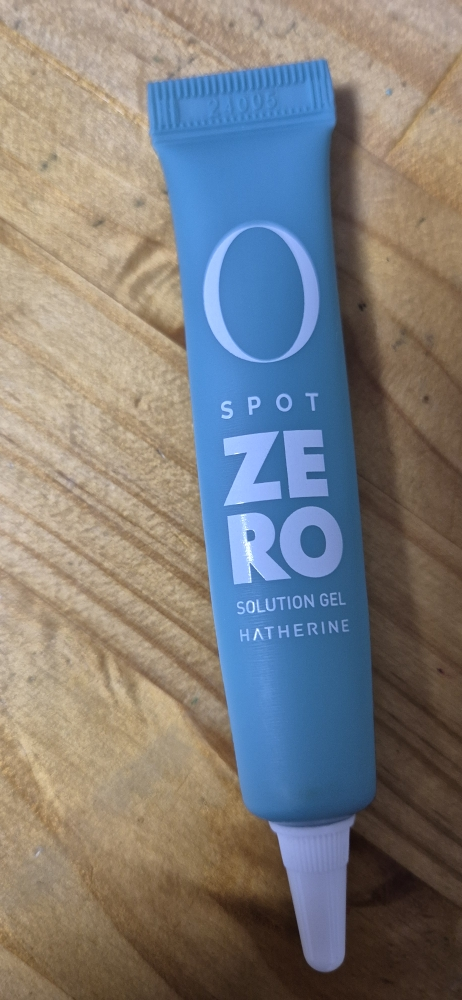 O
SPOT
ZE
RO
SOLUTION GEL
HATHERINE